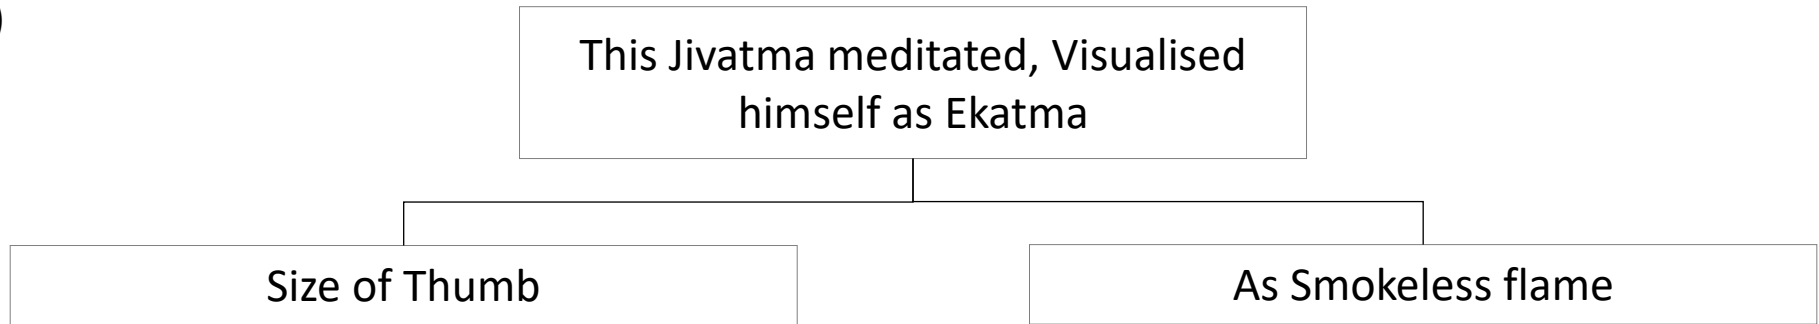 )
This Jivatma meditated, Visualised
himself as Ekatma
Size of Thumb
As Smokeless flame